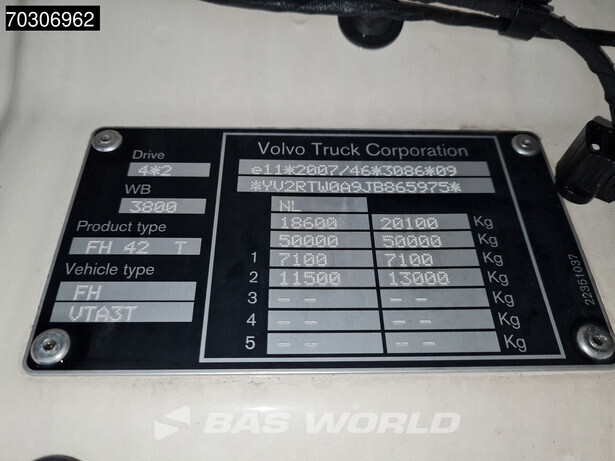 70306962
Drive
4*2
WB
3800
Product type
FH 42 T
Vehicle type
FH
VTA3T
Volvo Truck Corporation
e11*2007/46*3086*09
*YV2RTW0A9JB865975*
NL
18600 20100 Kg
50000 50000 Kg
1 7100 7100 Kg
2 11500 13000 Kg
3 -- -- Kg
4 -- -- Kg
5 -- -- Kg
22351037
BAS WORLD